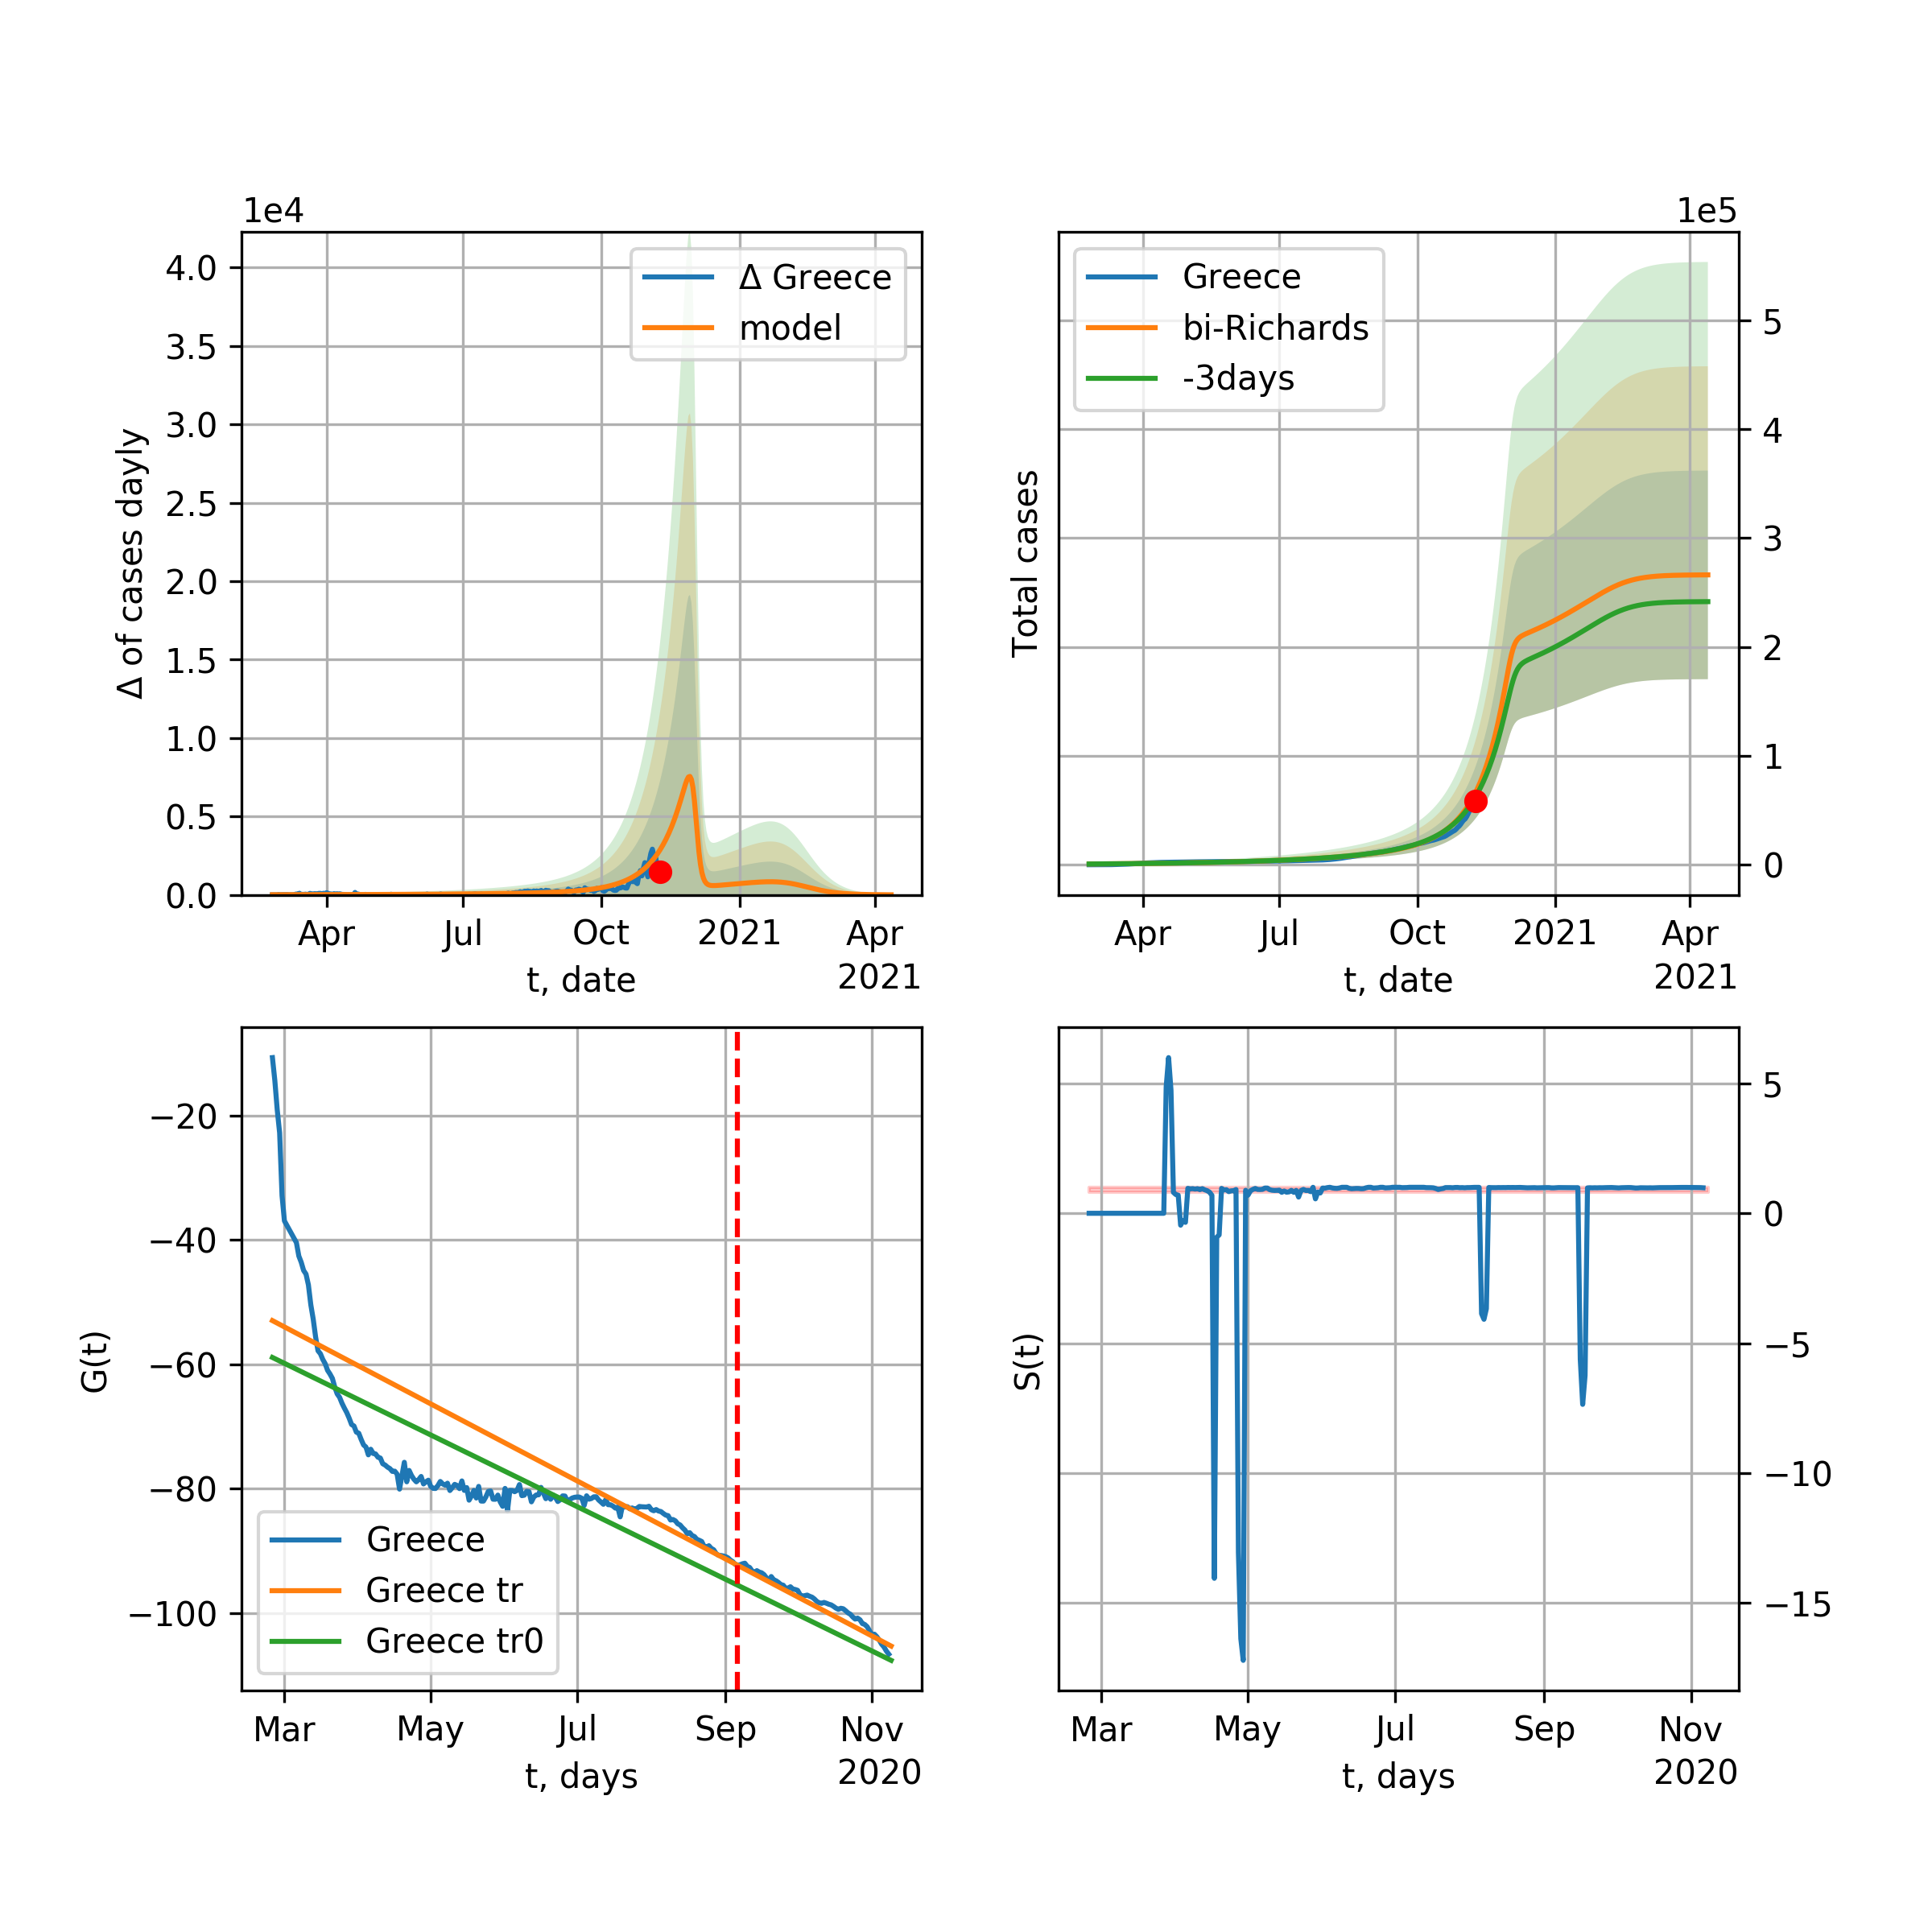 1e4
Δ of cases dayly
4.0
3.5
3.0
2.5
2.0
1.5
1.0
0.5
0.0
Δ Greece
model
Apr Jul Oct 2021 Apr
2021
t, date
1e5
Total cases
Greece
bi-Richards
-3days
5
4
3
2
1
0
Apr Jul Oct 2021 Apr
2021
t, date
G(t)
−20
−40
−60
−80
−100
Greece
Greece tr
Greece tr0
Mar May Jul Sep Nov
2020
t, days
S(t)
5
0
−5
−10
−15
Mar May Jul Sep Nov
2020
t, days